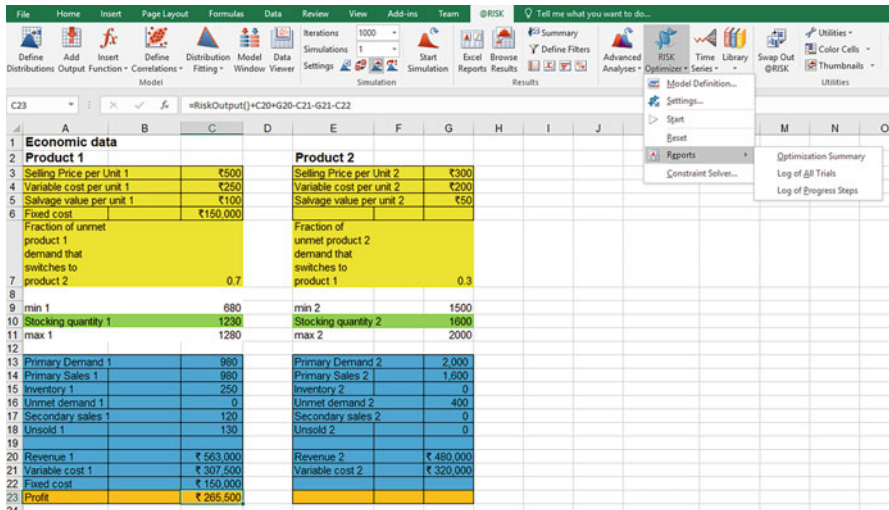 File Home Insert Page Layout Formulas Data Review View Add-ins Team @RISK Tell me what you want to do...
Define Distributions Add Output Insert Function Define Correlations Distribution Fitting Model Window Data Viewer Iterations 1000 Simulations 1 Settings Start Simulation Excel Reports Browse Results Summary Define Filters Advanced Analyses RISK Optimizer Time Series Library Swap Out @RISK Utilities Color Cells Thumbnails
Model Simulation Results Utilities
Model Definition...
Settings...
Start
Reset
Reports
Constraint Solver...
Optimization Summary
Log of All Trials
Log of Progress Steps
C23 fx =RiskOutput()+C20+G20-C21-G21-C22
A B C D E F G H I J M N O
1 Economic data
2 Product 1 Product 2
3 Selling Price per Unit 1 ₹500 Selling Price per Unit 2 ₹300
4 Variable cost per unit 1 ₹250 Variable cost per unit 2 ₹200
5 Salvage value per unit 1 ₹100 Salvage value per unit 2 ₹50
6 Fixed cost ₹150,000
Fraction of unmet Fraction of
product 1 unmet product 2
demand that demand that
switches to switches to
7 product 2 0.7 product 1 0.3
8
9 min 1 680 min 2 1500
10 Stocking quantity 1 1230 Stocking quantity 2 1600
11 max 1 1280 max 2 2000
12
13 Primary Demand 1 980 Primary Demand 2 2,000
14 Primary Sales 1 980 Primary Sales 2 1,600
15 Inventory 1 250 Inventory 2 0
16 Unmet demand 1 0 Unmet demand 2 400
17 Secondary sales 1 120 Secondary sales 2 0
18 Unsold 1 130 Unsold 2 0
19
20 Revenue 1 ₹ 563,000 Revenue 2 ₹ 480,000
21 Variable cost 1 ₹ 307,500 Variable cost 2 ₹ 320,000
22 Fixed cost ₹ 150,000
23 Profit ₹ 265,500